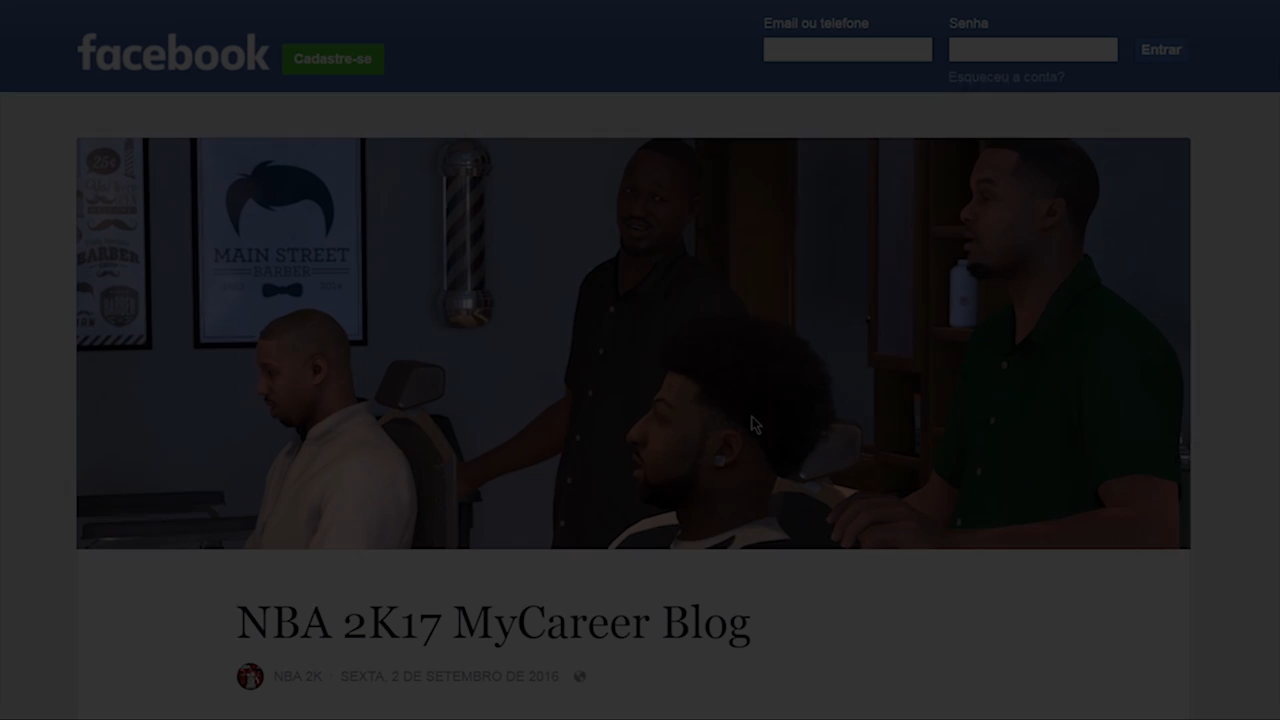 Email ou telefone
Senha
facebook
Cadastre-se
Entrar
Esqueceu a conta?
25¢
MAIN STREET
BARBER
BARBER
NBA 2K17 MyCareer Blog
NBA 2K · SEXTA, 2 DE SETEMBRO DE 2016